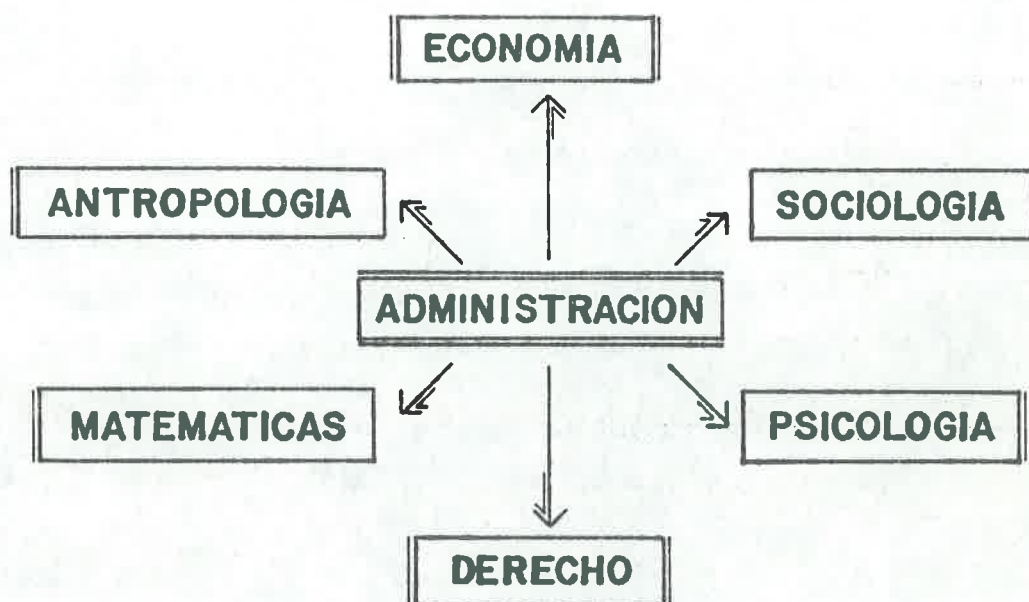 ECONOMIA
ANTROPOLOGIA
SOCIOLOGIA
ADMINISTRACION
MATEMATICAS
PSICOLOGIA
DERECHO